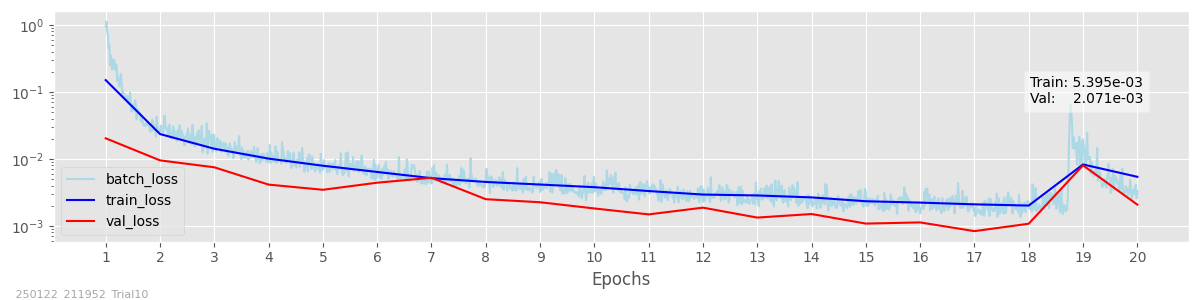 10⁰
10⁻¹
10⁻²
10⁻³
Train: 5.395e-03
Val: 2.071e-03
batch_loss
train_loss
val_loss
1 2 3 4 5 6 7 8 9 10 11 12 13 14 15 16 17 18 19 20
Epochs
250122_211952_Trial10